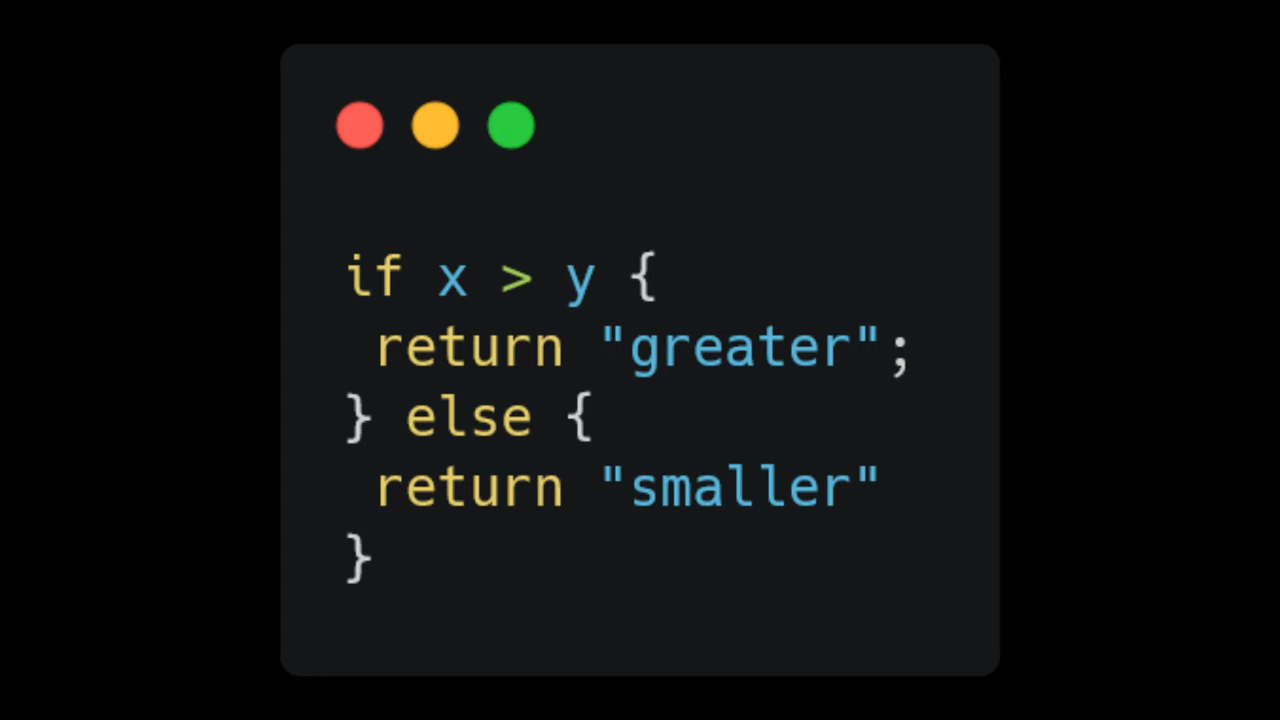 if x > y {
 return "greater";
} else {
 return "smaller"
}